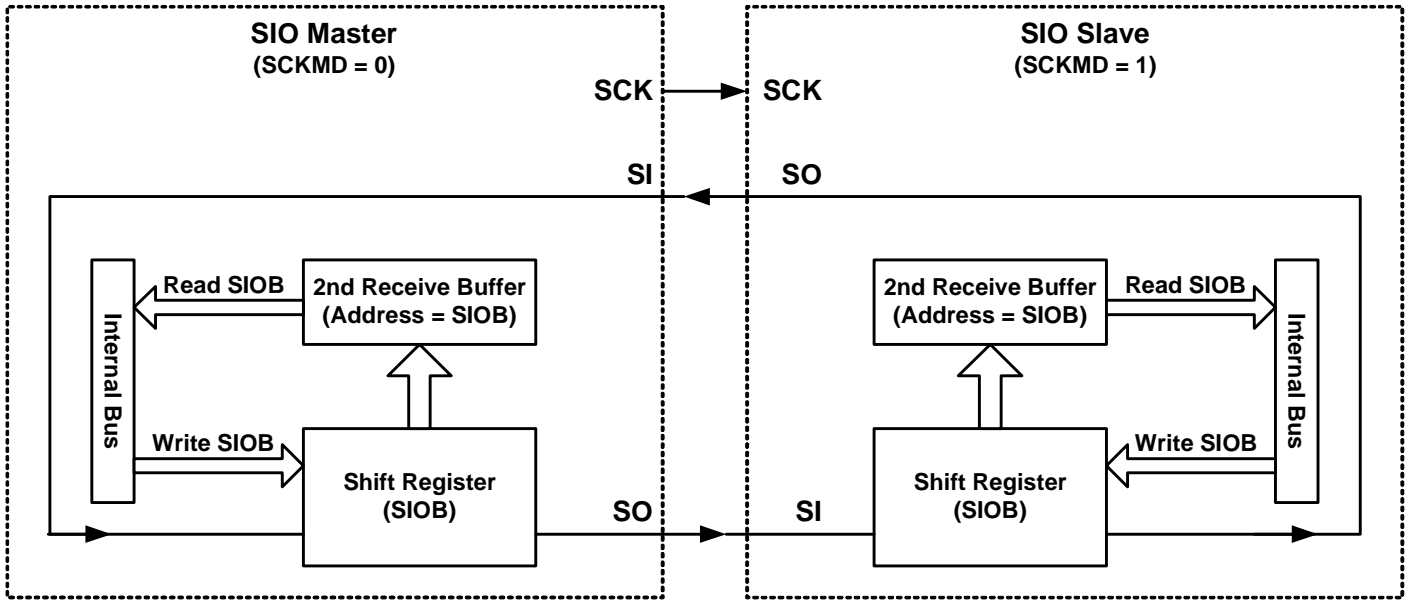 SIO Master
(SCKMD = 0)
SIO Slave
(SCKMD = 1)
SCK
SCK
SI
SO
Read SIOB
2nd Receive Buffer
(Address = SIOB)
Internal Bus
Write SIOB
Shift Register
(SIOB)
SO
SI
2nd Receive Buffer
(Address = SIOB)
Read SIOB
Internal Bus
Write SIOB
Shift Register
(SIOB)